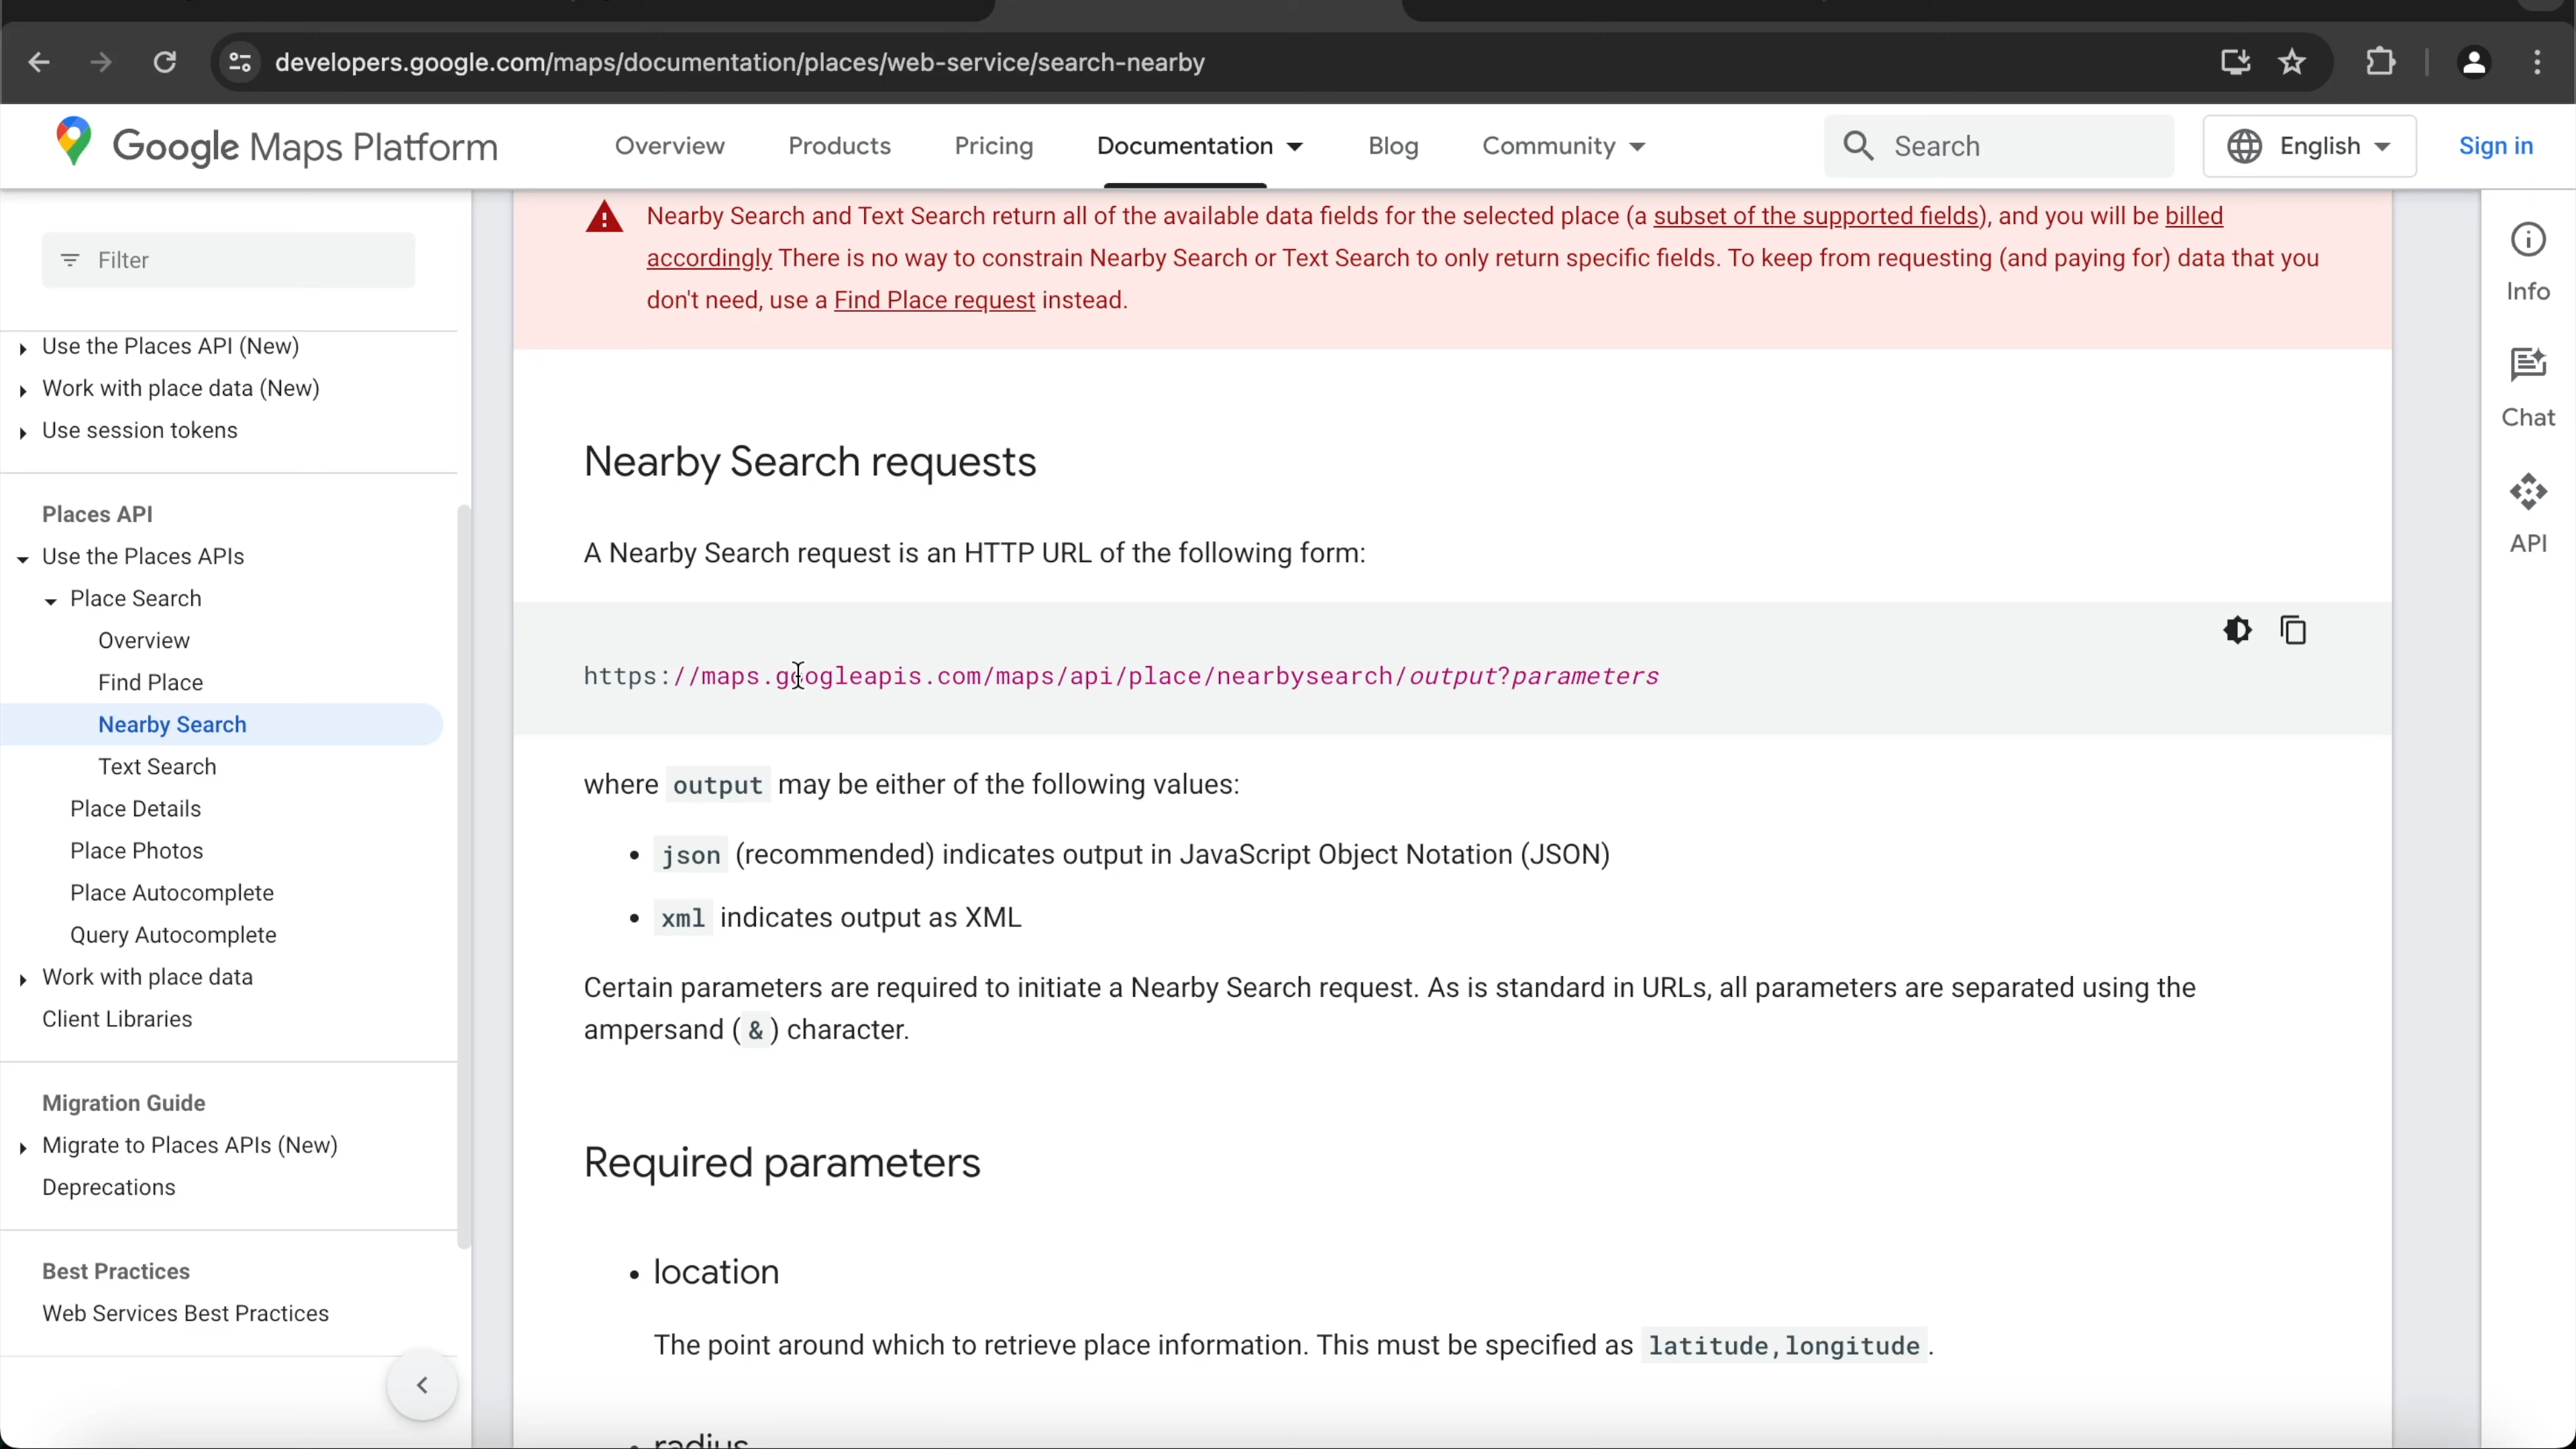 developers.google.com/maps/documentation/places/web-service/search-nearby
Google Maps Platform
Overview
Products
Pricing
Documentation
Blog
Community
Search
English
Sign in
Filter
Use the Places API (New)
Work with place data (New)
Use session tokens
Places API
Use the Places APIs
Place Search
Overview
Find Place
Nearby Search
Text Search
Place Details
Place Photos
Place Autocomplete
Query Autocomplete
Work with place data
Client Libraries
Migration Guide
Migrate to Places APIs (New)
Deprecations
Best Practices
Web Services Best Practices
Nearby Search and Text Search return all of the available data fields for the selected place (a subset of the supported fields), and you will be billed
accordingly There is no way to constrain Nearby Search or Text Search to only return specific fields. To keep from requesting (and paying for) data that you
don't need, use a Find Place request instead.
Nearby Search requests
A Nearby Search request is an HTTP URL of the following form:
https://maps.googleapis.com/maps/api/place/nearbysearch/output?parameters
where output may be either of the following values:
• json (recommended) indicates output in JavaScript Object Notation (JSON)
• xml indicates output as XML
Certain parameters are required to initiate a Nearby Search request. As is standard in URLs, all parameters are separated using the
ampersand (&) character.
Required parameters
• location
The point around which to retrieve place information. This must be specified as latitude,longitude.
• radius
Info
Chat
API